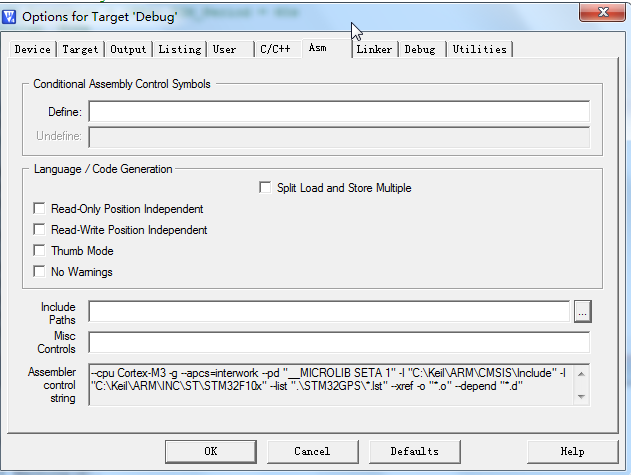 Options for Target 'Debug'
Device Target Output Listing User C/C++ Asm Linker Debug Utilities
Conditional Assembly Control Symbols
Define:
Undefine:
Language / Code Generation
Split Load and Store Multiple
Read-Only Position Independent
Read-Write Position Independent
Thumb Mode
No Warnings
Include
Paths
...
Misc
Controls
Assembler
control
string
--cpu Cortex-M3 -g --apcs=interwork --pd "__MICROLIB SETA 1" -I "C:\Keil\ARM\CMSIS\Include" -I
"C:\Keil\ARM\INC\ST\STM32F10x" --list ".\STM32GPS\*.lst" --xref -o "*.o" --depend "*.d"
OK Cancel Defaults Help